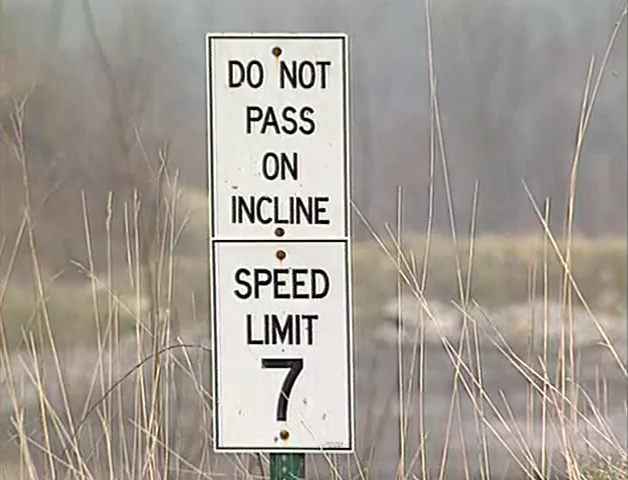 DO NOT
PASS
ON
INCLINE
SPEED
LIMIT
7